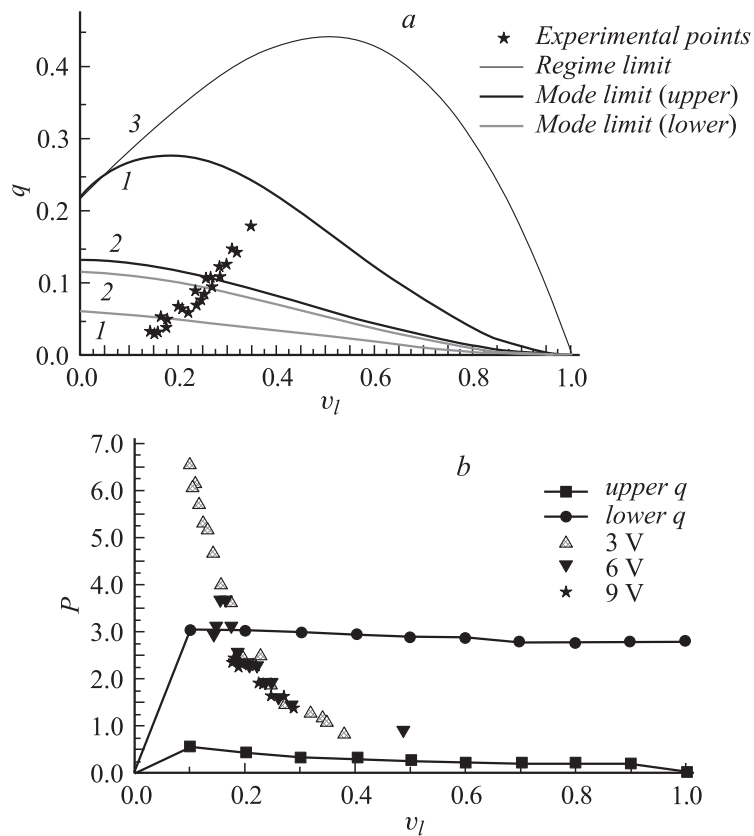 a
Experimental points
Regime limit
Mode limit (upper)
Mode limit (lower)
0.4
0.3
0.2
0.1
0.0
q
3
1
2
2
1
0.0 0.2 0.4 0.6 0.8 1.0
v_l
b
upper q
lower q
3 V
6 V
9 V
7.0
6.0
5.0
4.0
3.0
2.0
1.0
0.0
P
0.0 0.2 0.4 0.6 0.8 1.0
v_l